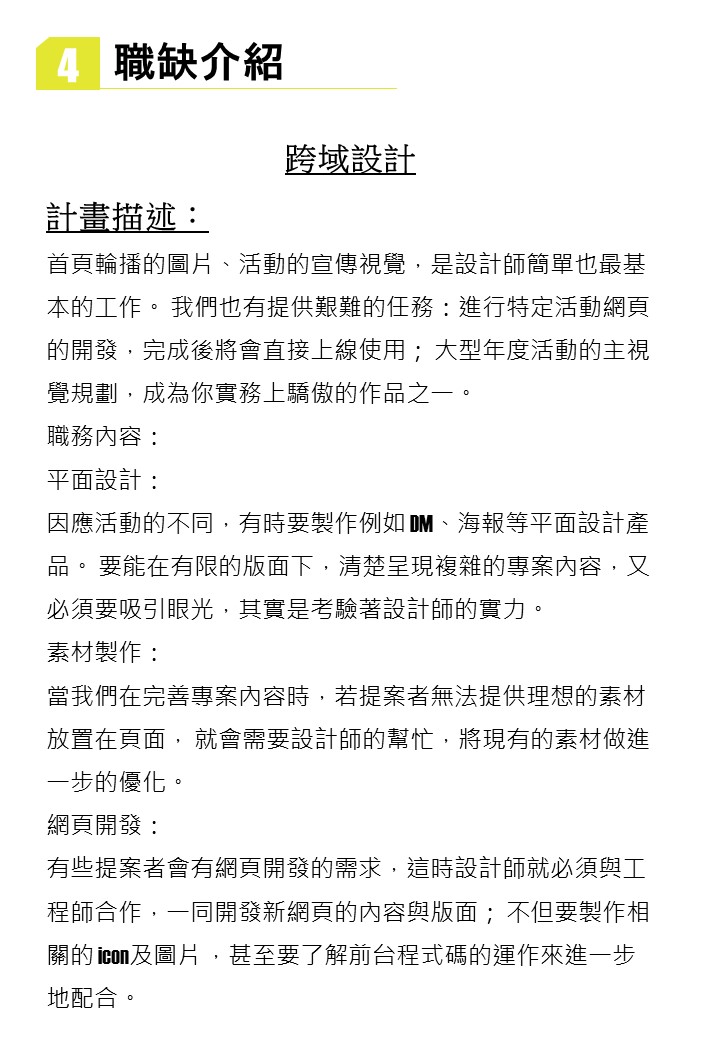 4 職缺介紹
跨域設計
計畫描述：
首頁輪播的圖片、活動的宣傳視覺，是設計師簡單也最基
本的工作。 我們也有提供艱難的任務：進行特定活動網頁
的開發，完成後將會直接上線使用； 大型年度活動的主視
覺規劃，成為你實務上驕傲的作品之一。
職務內容：
平面設計：
因應活動的不同，有時要製作例如 DM、海報等平面設計產
品。 要能在有限的版面下，清楚呈現複雜的專案內容，又
必須要吸引眼光，其實是考驗著設計師的實力。
素材製作：
當我們在完善專案內容時，若提案者無法提供理想的素材
放置在頁面， 就會需要設計師的幫忙，將現有的素材做進
一步的優化。
網頁開發：
有些提案者會有網頁開發的需求，這時設計師就必須與工
程師合作，一同開發新網頁的內容與版面； 不但要製作相
關的 icon及圖片，甚至要了解前台程式碼的運作來進一步
地配合。